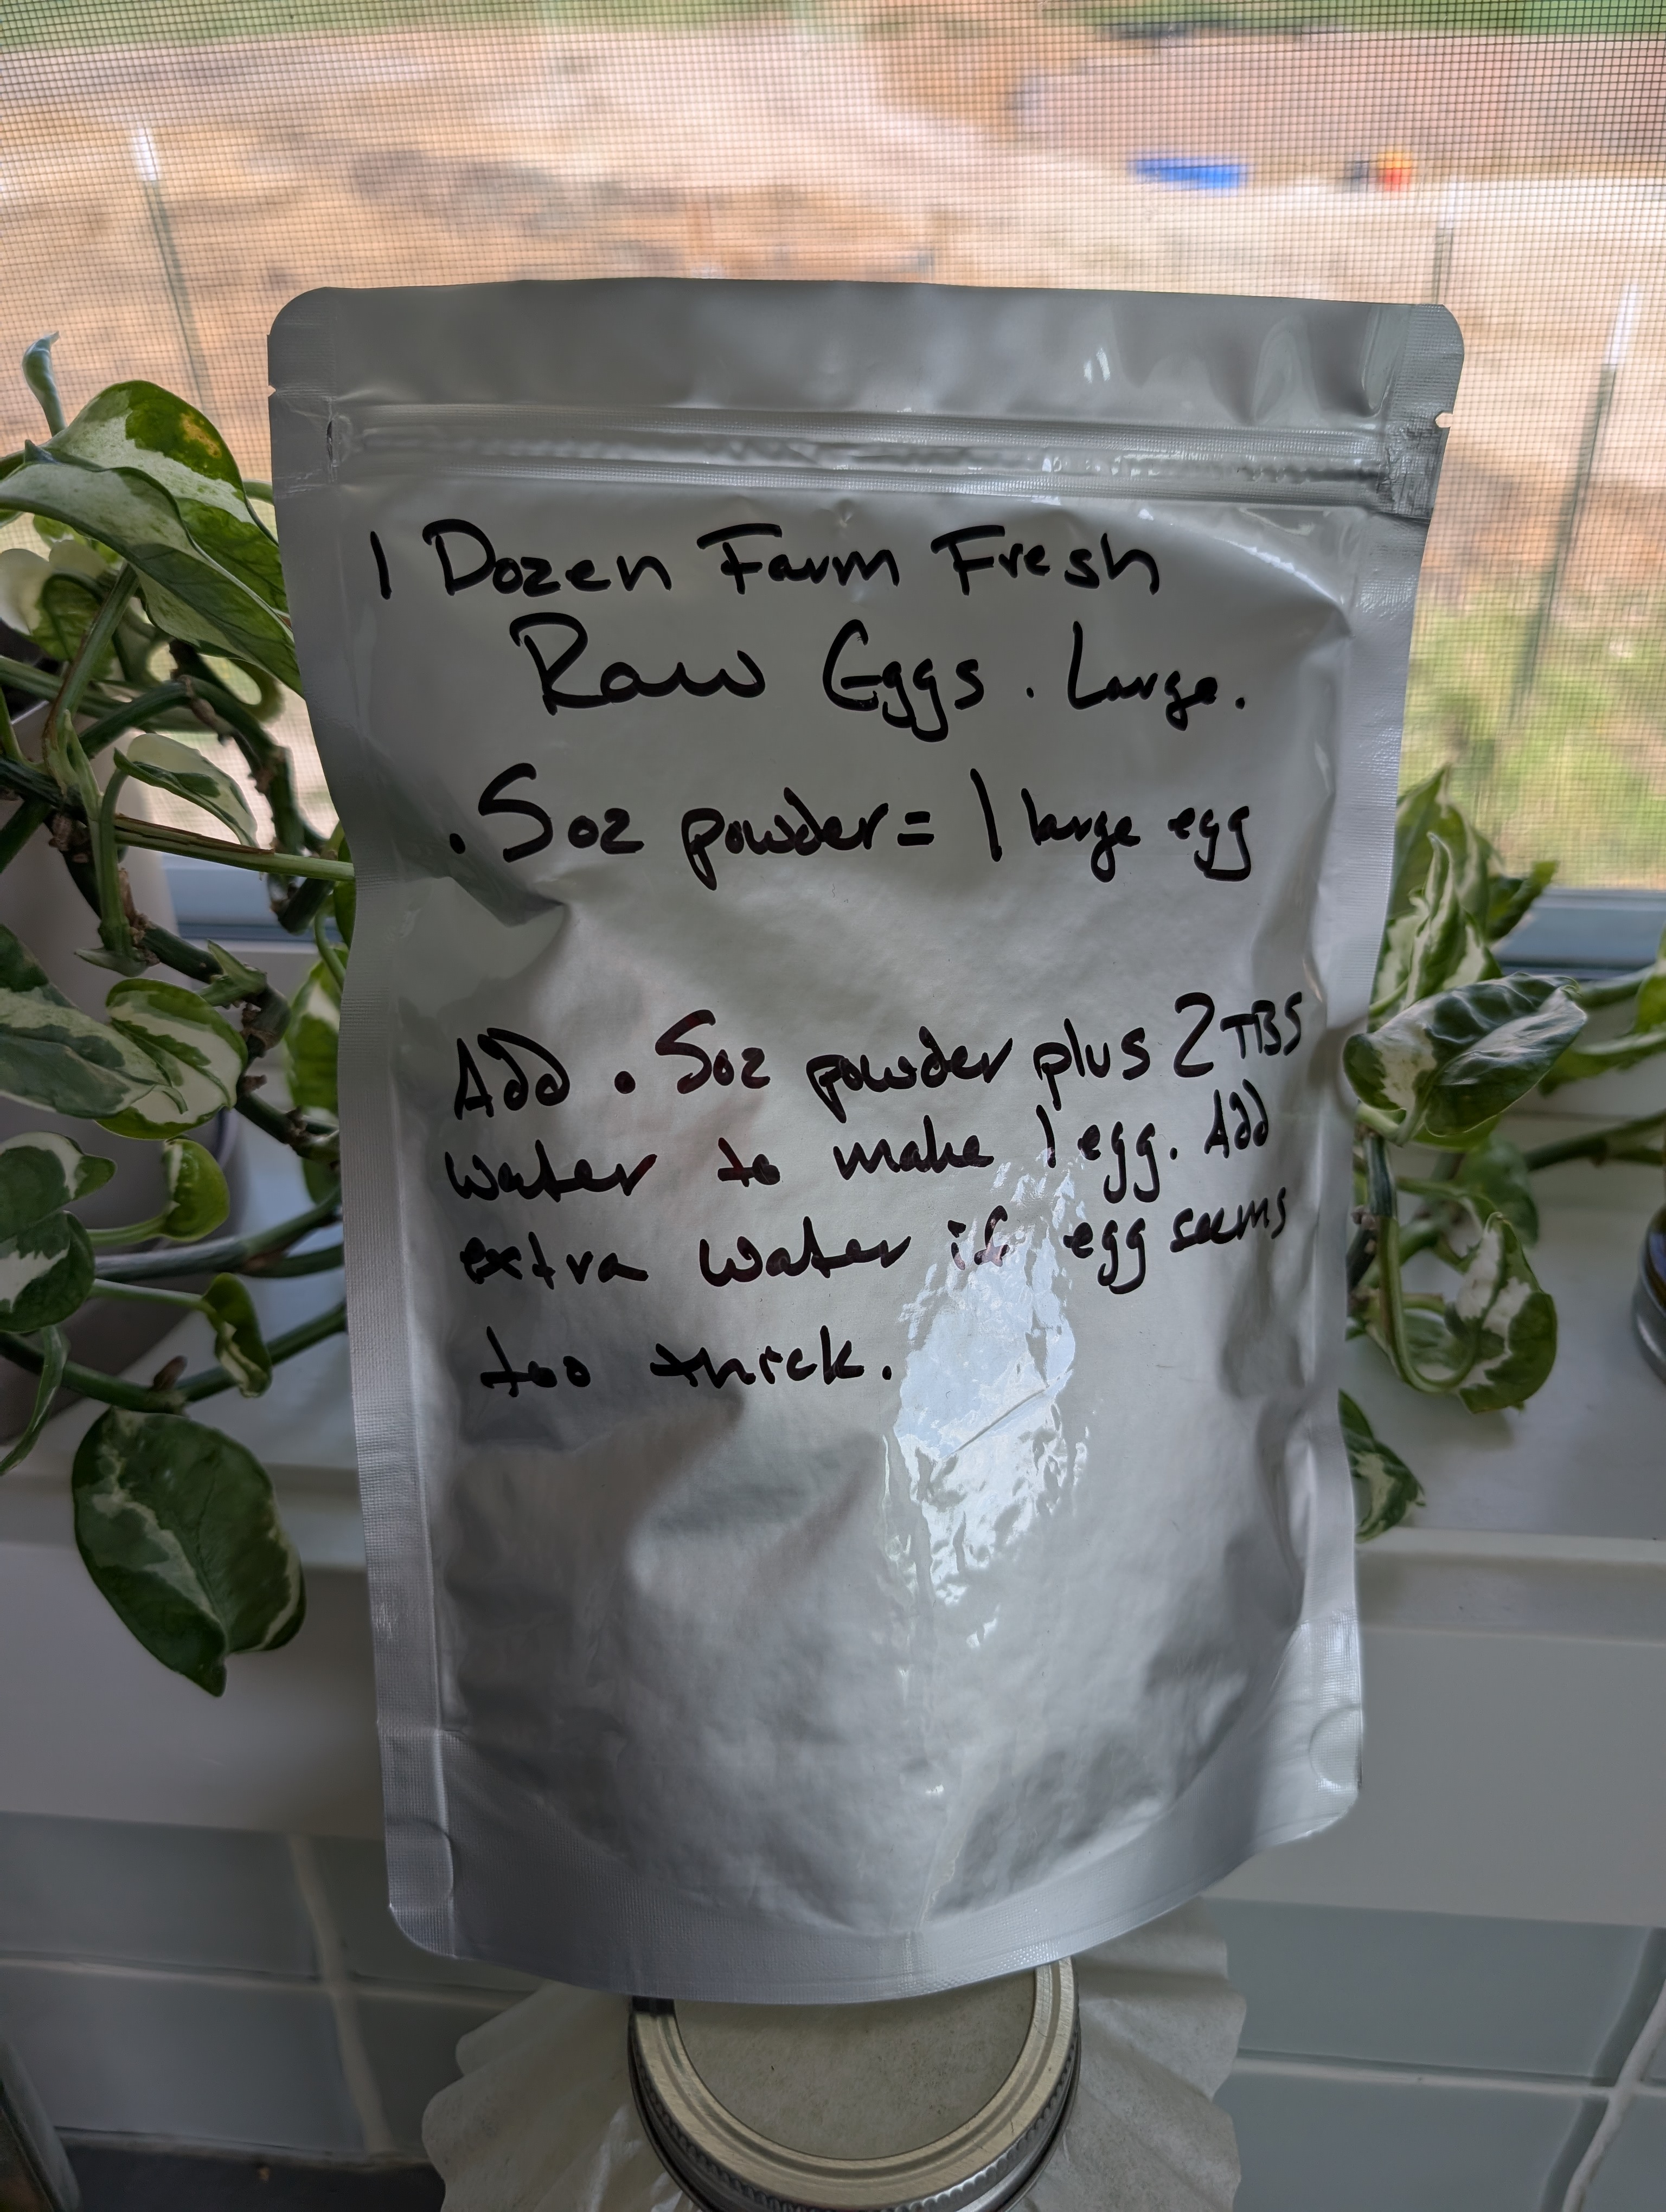 1 Dozen Farm Fresh
Raw Eggs. Large.
.5oz powder = 1 large egg
Add .5oz powder plus 2 TBS
water to make 1 egg. Add
extra water if egg seems
too thick.